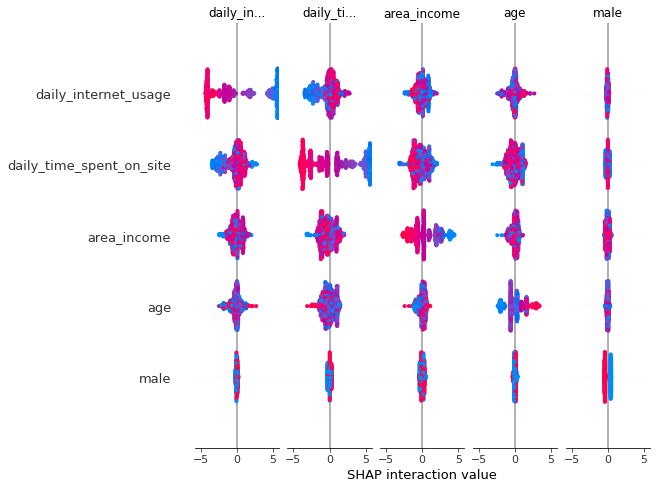 daily_in... daily_ti... area_income age male
daily_internet_usage
daily_time_spent_on_site
area_income
age
male
−5 0 5 −5 0 5 −5 0 5 −5 0 5 −5 0 5
SHAP interaction value